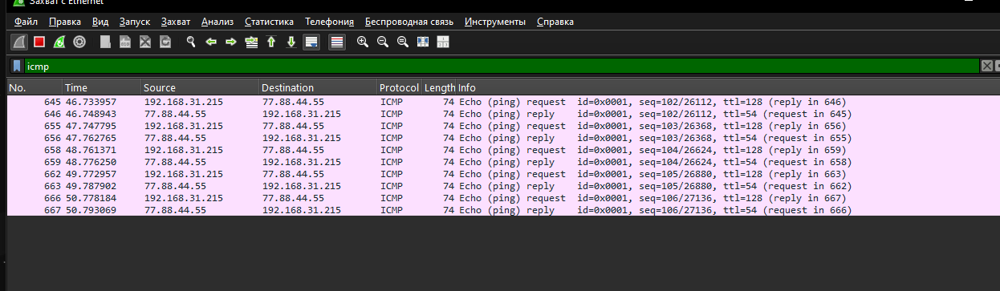 Захват с Ethernet
Файл Правка Вид Запуск Захват Анализ Статистика Телефония Беспроводная связь Инструменты Справка
icmp
No. Time Source Destination Protocol Length Info
645 46.733957 192.168.31.215 77.88.44.55 ICMP 74 Echo (ping) request id=0x0001, seq=102/26112, ttl=128 (reply in 646)
646 46.748943 77.88.44.55 192.168.31.215 ICMP 74 Echo (ping) reply id=0x0001, seq=102/26112, ttl=54 (request in 645)
655 47.747795 192.168.31.215 77.88.44.55 ICMP 74 Echo (ping) request id=0x0001, seq=103/26368, ttl=128 (reply in 656)
656 47.762765 77.88.44.55 192.168.31.215 ICMP 74 Echo (ping) reply id=0x0001, seq=103/26368, ttl=54 (request in 655)
658 48.761371 192.168.31.215 77.88.44.55 ICMP 74 Echo (ping) request id=0x0001, seq=104/26624, ttl=128 (reply in 659)
659 48.776250 77.88.44.55 192.168.31.215 ICMP 74 Echo (ping) reply id=0x0001, seq=104/26624, ttl=54 (request in 658)
662 49.772957 192.168.31.215 77.88.44.55 ICMP 74 Echo (ping) request id=0x0001, seq=105/26880, ttl=128 (reply in 663)
663 49.787902 77.88.44.55 192.168.31.215 ICMP 74 Echo (ping) reply id=0x0001, seq=105/26880, ttl=54 (request in 662)
666 50.778184 192.168.31.215 77.88.44.55 ICMP 74 Echo (ping) request id=0x0001, seq=106/27136, ttl=128 (reply in 667)
667 50.793069 77.88.44.55 192.168.31.215 ICMP 74 Echo (ping) reply id=0x0001, seq=106/27136, ttl=54 (request in 666)